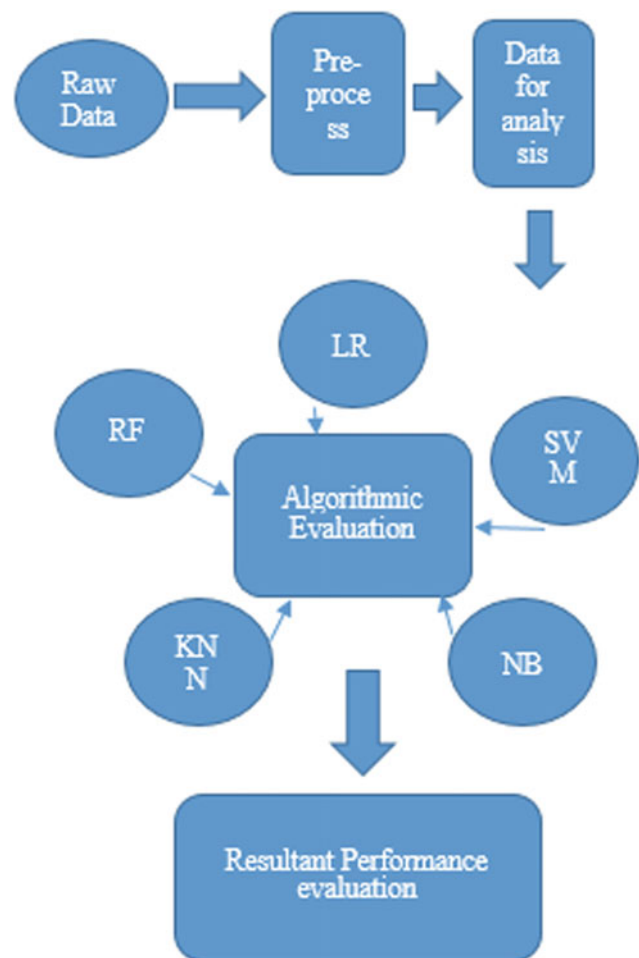 Raw
Data
Pre-
proce
ss
Data
for
analy
sis
LR
RF
SV
M
Algorithmic
Evaluation
KN
N
NB
Resultant Performance
evaluation